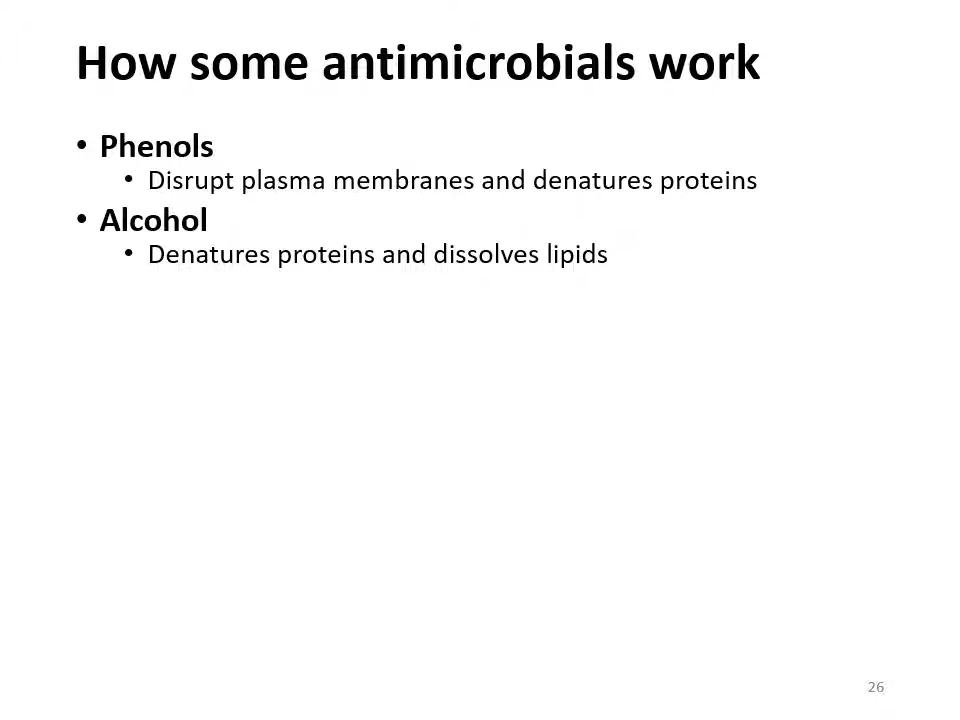 How some antimicrobials work
• Phenols
• Disrupt plasma membranes and denatures proteins
• Alcohol
• Denatures proteins and dissolves lipids
26